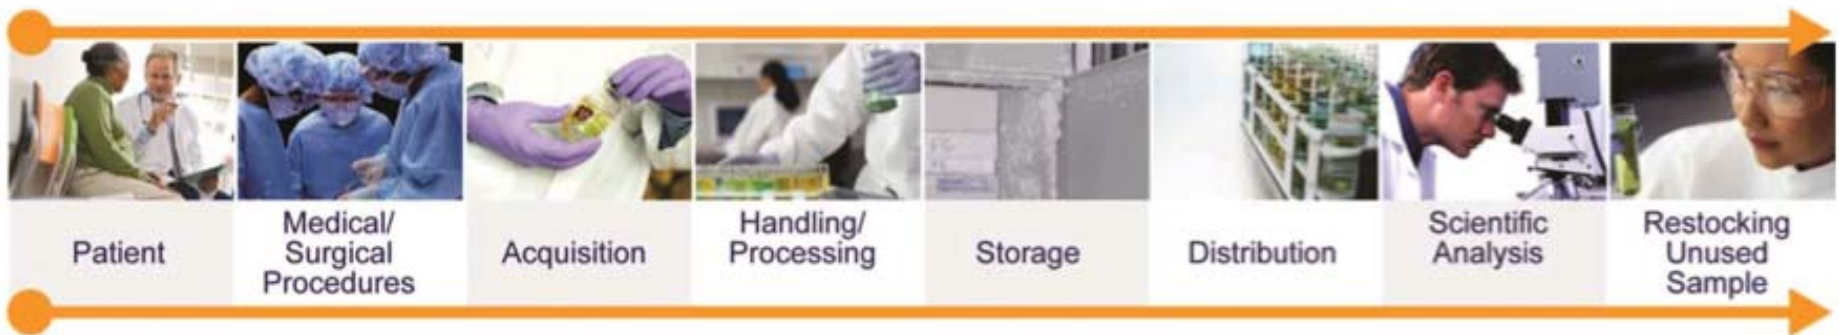 Patient
Medical/
Surgical
Procedures
Acquisition
Handling/
Processing
Storage
Distribution
Scientific
Analysis
Restocking
Unused
Sample